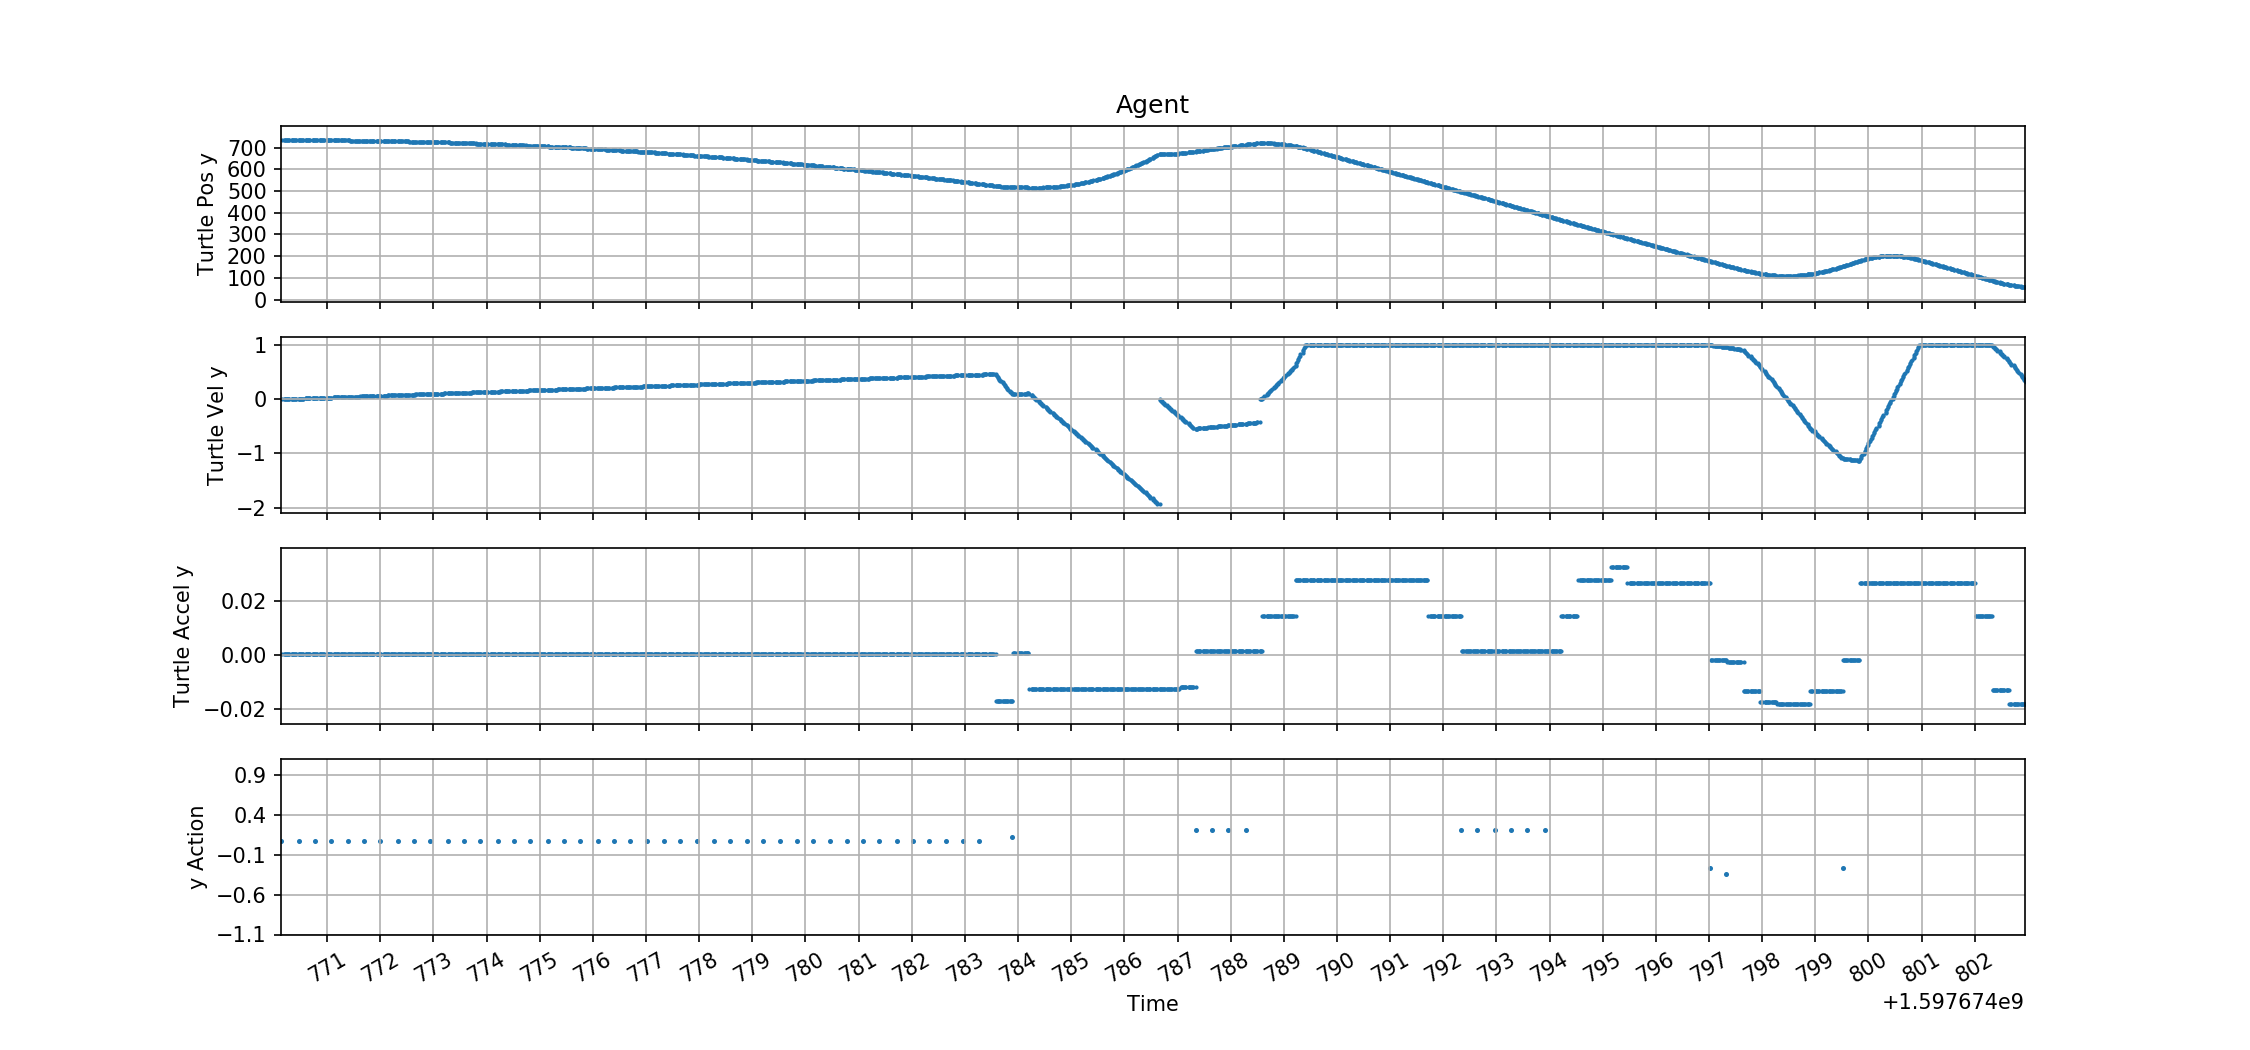 Agent
Turtle Pos y
700
600
500
400
300
200
100
0
Turtle Vel y
1
0
−1
−2
Turtle Accel y
0.02
0.00
−0.02
y Action
0.9
0.4
−0.1
−0.6
−1.1
771 772 773 774 775 776 777 778 779 780 781 782 783 784 785 786 787 788 789 790 791 792 793 794 795 796 797 798 799 800 801 802
Time
+1.597674e9